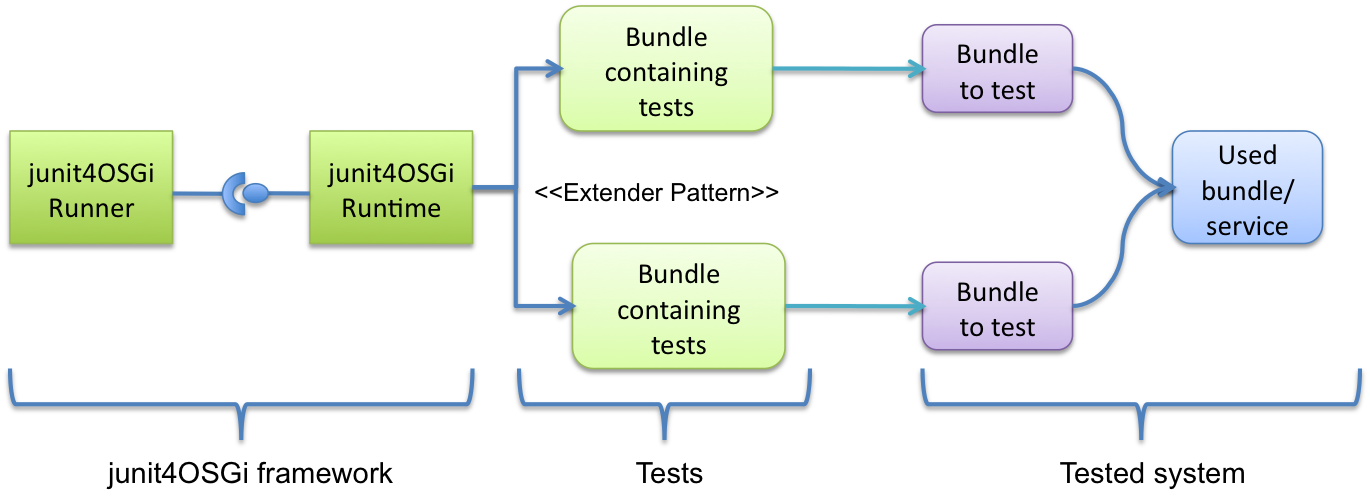 junit4OSGi
Runner
junit4OSGi
Runtime
Bundle
containing
tests
Bundle
to test
<<Extender Pattern>>
Bundle
containing
tests
Bundle
to test
Used
bundle/
service
junit4OSGi framework
Tests
Tested system